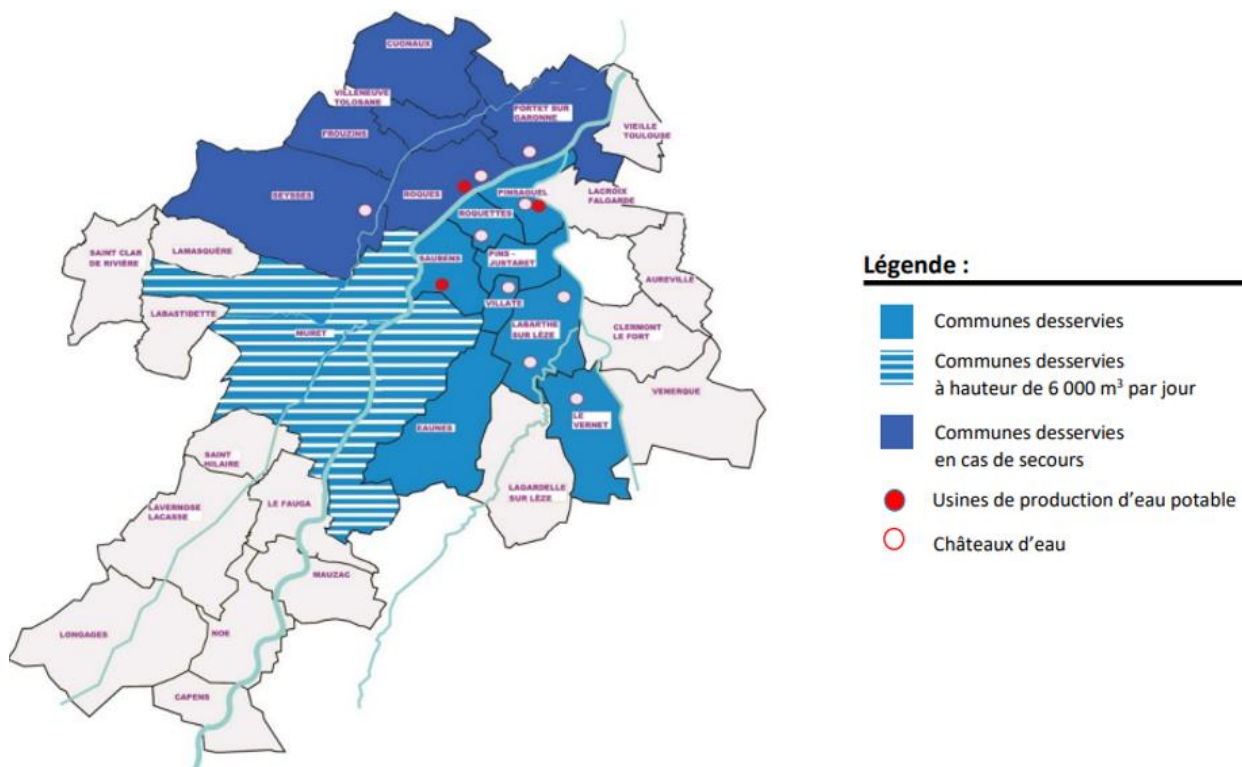 CUGNAUX
VILLENEUVE
TOLOSANE
PORTET SUR
GARONNE
FROUZINS
VIEILLE
TOULOUSE
SEYSSES
ROQUES
PINSAGUEL
LACROIX
FALGARDE
ROQUETTES
SAINT CLAR
DE RIVIÈRE
LAMASQUÈRE
SAUBENS
PINS -
JUSTARET
AUREVILLE
LABASTIDETTE
VILLATE
MURET
LABARTHE
SUR LÈZE
CLERMONT
LE FORT
VENERQUE
EAUNES
LE
VERNET
SAINT
HILAIRE
LAGARDELLE
SUR LÈZE
LE FAUGA
LAVERNOSE
LACASSE
MAUZAC
LONGAGES
NOE
CAPENS
Légende :
Communes desservies
Communes desservies
à hauteur de 6 000 m³ par jour
Communes desservies
en cas de secours
Usines de production d'eau potable
Châteaux d'eau